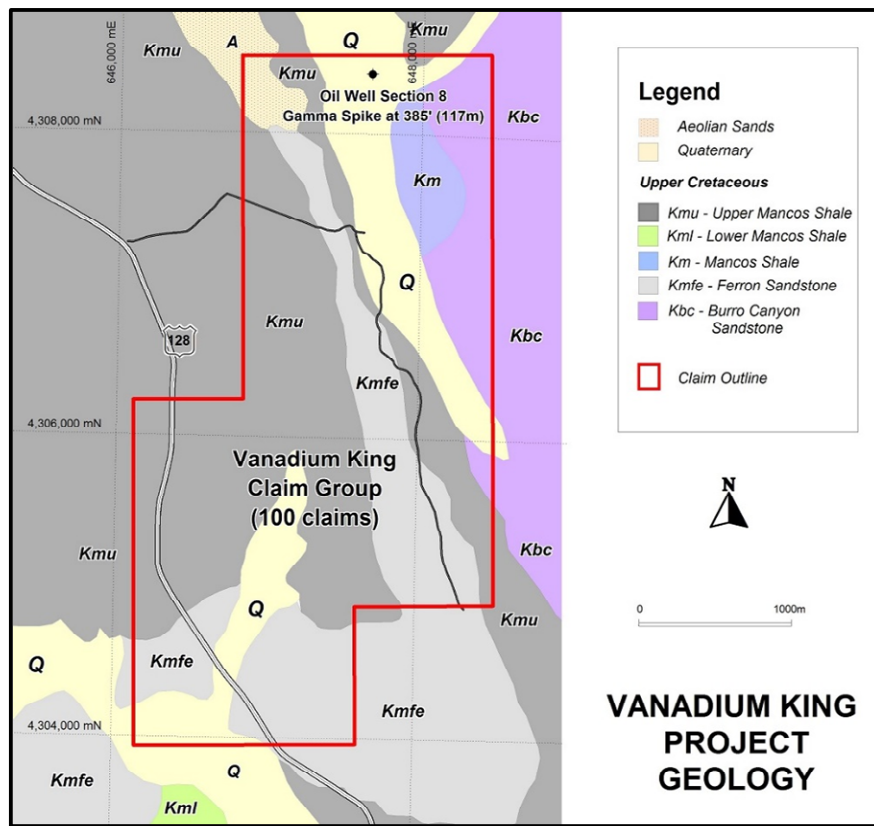 646,000 mE
648,000 mE
Kmu
A
Q
Kmu
Kmu
Oil Well Section 8
Gamma Spike at 385' (117m)
Kbc
4,308,000 mN
Km
Q
Kmu
Kbc
128
Kmfe
4,306,000 mN
Vanadium King
Claim Group
(100 claims)
Kmu
Kbc
Q
Kmu
Q
Kmfe
Kmfe
4,304,000 mN
Kmfe
Q
Kml
Legend
Aeolian Sands
Quaternary
Upper Cretaceous
Kmu - Upper Mancos Shale
Kml - Lower Mancos Shale
Km - Mancos Shale
Kmfe - Ferron Sandstone
Kbc - Burro Canyon
Sandstone
Claim Outline
N
0 1000m
VANADIUM KING
PROJECT
GEOLOGY